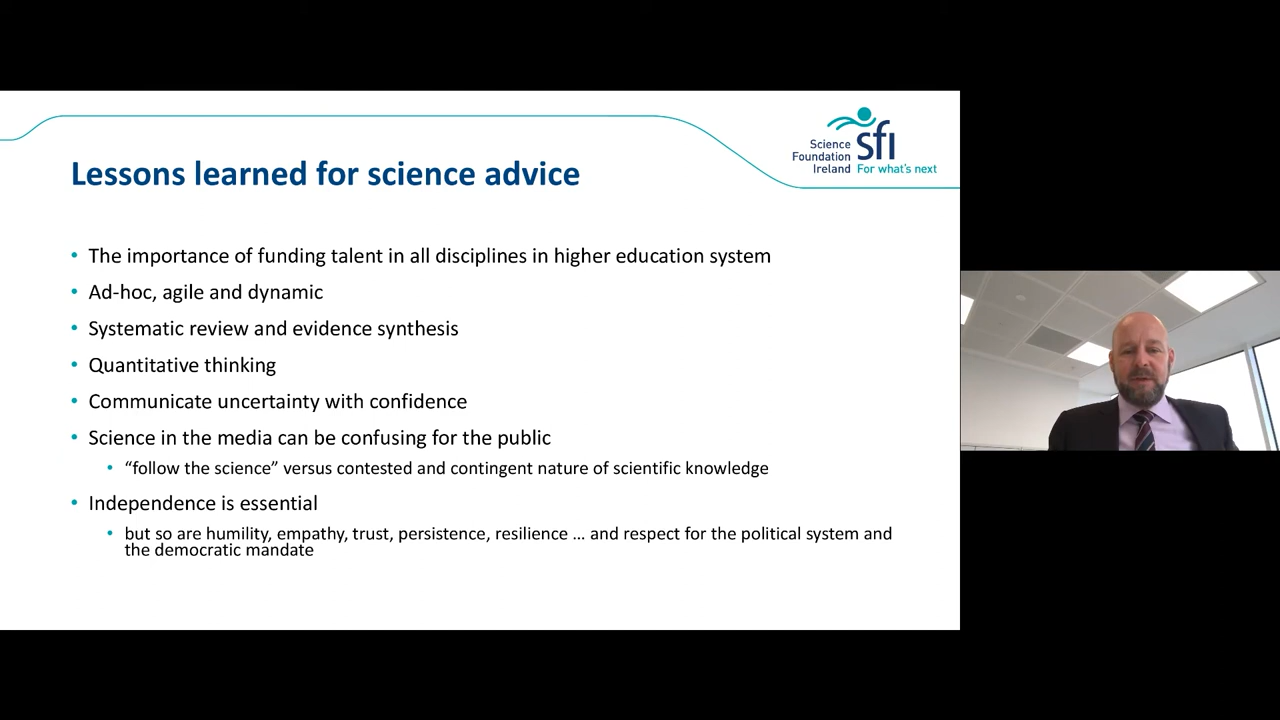 Science
Foundation
Ireland
sfi
For what's next
Lessons learned for science advice
• The importance of funding talent in all disciplines in higher education system
• Ad-hoc, agile and dynamic
• Systematic review and evidence synthesis
• Quantitative thinking
• Communicate uncertainty with confidence
• Science in the media can be confusing for the public
• “follow the science” versus contested and contingent nature of scientific knowledge
• Independence is essential
• but so are humility, empathy, trust, persistence, resilience … and respect for the political system and
the democratic mandate